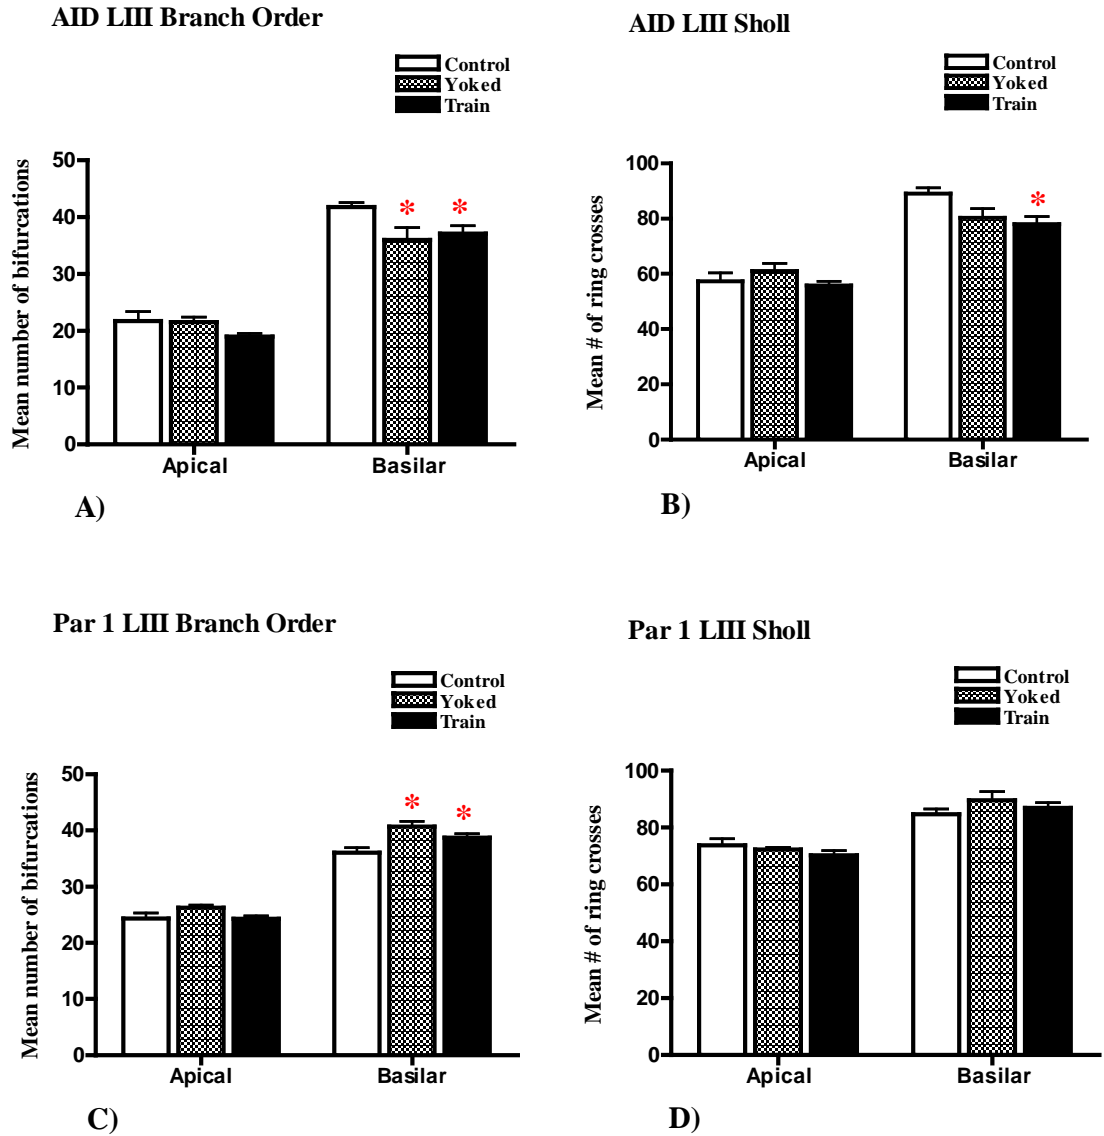 AID LIII Branch Order
Control
Yoked
Train
Mean number of bifurcations
50
40
30
20
10
0
Apical Basilar
*
*
A)
AID LIII Sholl
Control
Yoked
Train
Mean # of ring crosses
100
80
60
40
20
0
Apical Basilar
*
B)
Par 1 LIII Branch Order
Control
Yoked
Train
Mean number of bifurcations
50
40
30
20
10
0
Apical Basilar
*
*
C)
Par 1 LIII Sholl
Control
Yoked
Train
Mean # of ring crosses
100
80
60
40
20
0
Apical Basilar
D)